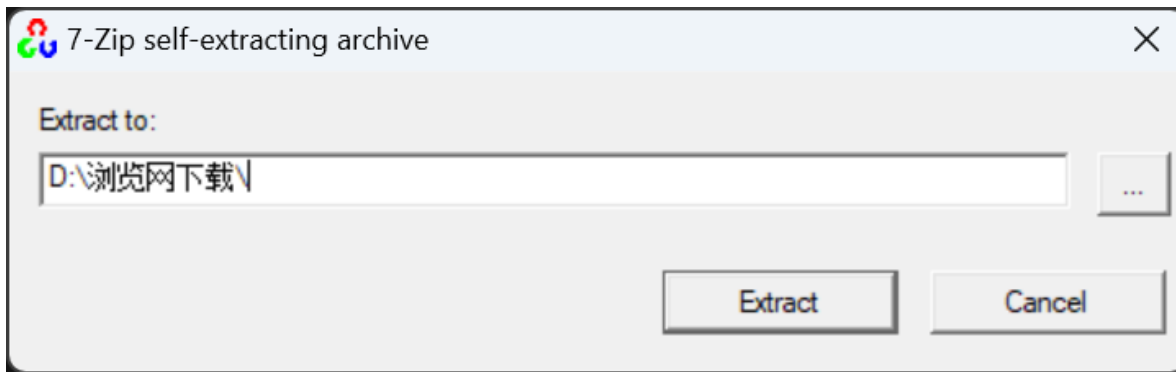 7-Zip self-extracting archive
Extract to:
D:\浏览网下载\
...
Extract
Cancel